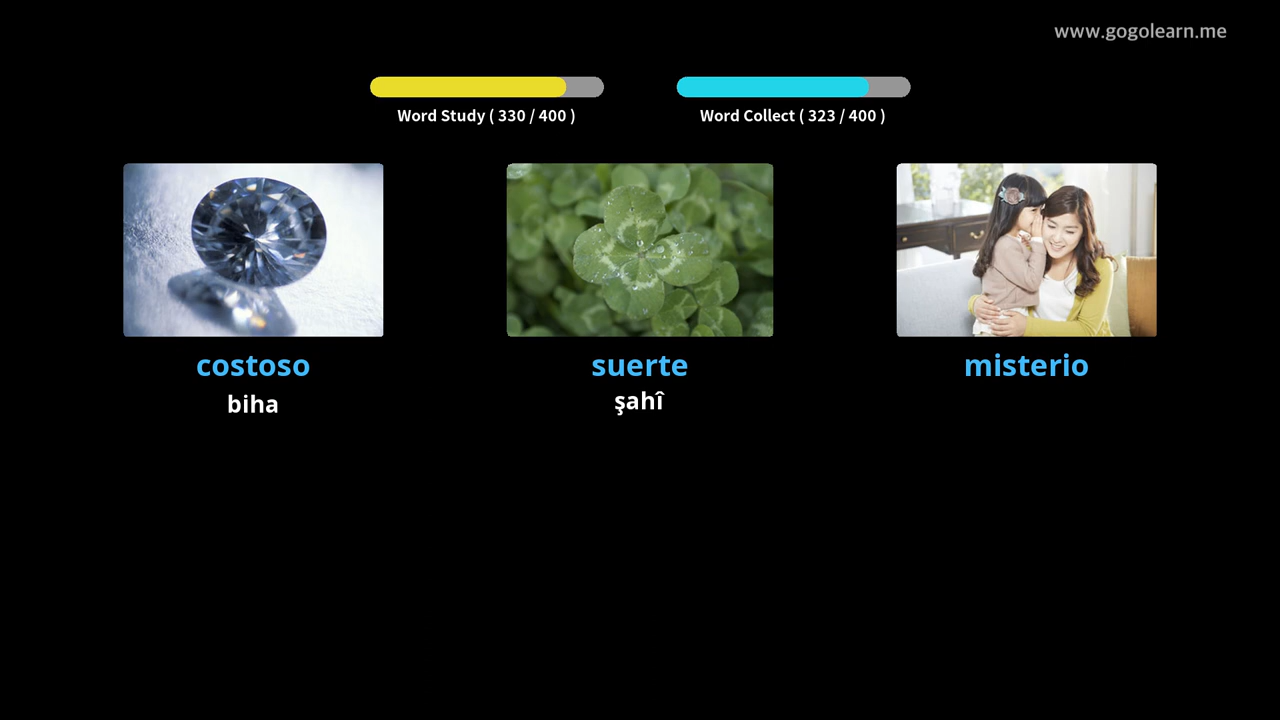 www.gogolearn.me
Word Study ( 330 / 400 )
Word Collect ( 323 / 400 )
costoso
suerte
misterio
biha
şahî